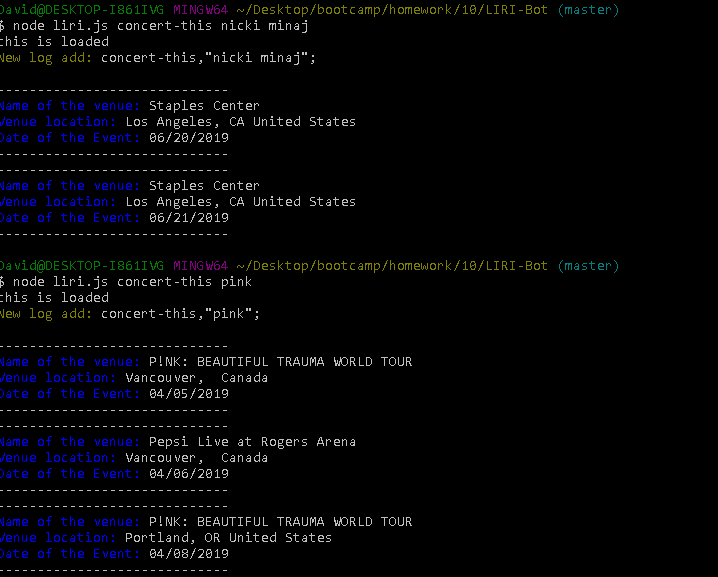 David@DESKTOP-I861IVG MINGW64 ~/Desktop/bootcamp/homework/10/LIRI-Bot (master)
$ node liri.js concert-this nicki minaj
this is loaded
New log add: concert-this,"nicki minaj";
-----------------------------
Name of the venue: Staples Center
Venue location: Los Angeles, CA United States
Date of the Event: 06/20/2019
-----------------------------
-----------------------------
Name of the venue: Staples Center
Venue location: Los Angeles, CA United States
Date of the Event: 06/21/2019
-----------------------------
David@DESKTOP-I861IVG MINGW64 ~/Desktop/bootcamp/homework/10/LIRI-Bot (master)
$ node liri.js concert-this pink
this is loaded
New log add: concert-this,"pink";
-----------------------------
Name of the venue: P!NK: BEAUTIFUL TRAUMA WORLD TOUR
Venue location: Vancouver,  Canada
Date of the Event: 04/05/2019
-----------------------------
-----------------------------
Name of the venue: Pepsi Live at Rogers Arena
Venue location: Vancouver,  Canada
Date of the Event: 04/06/2019
-----------------------------
-----------------------------
Name of the venue: P!NK: BEAUTIFUL TRAUMA WORLD TOUR
Venue location: Portland, OR United States
Date of the Event: 04/08/2019
-----------------------------